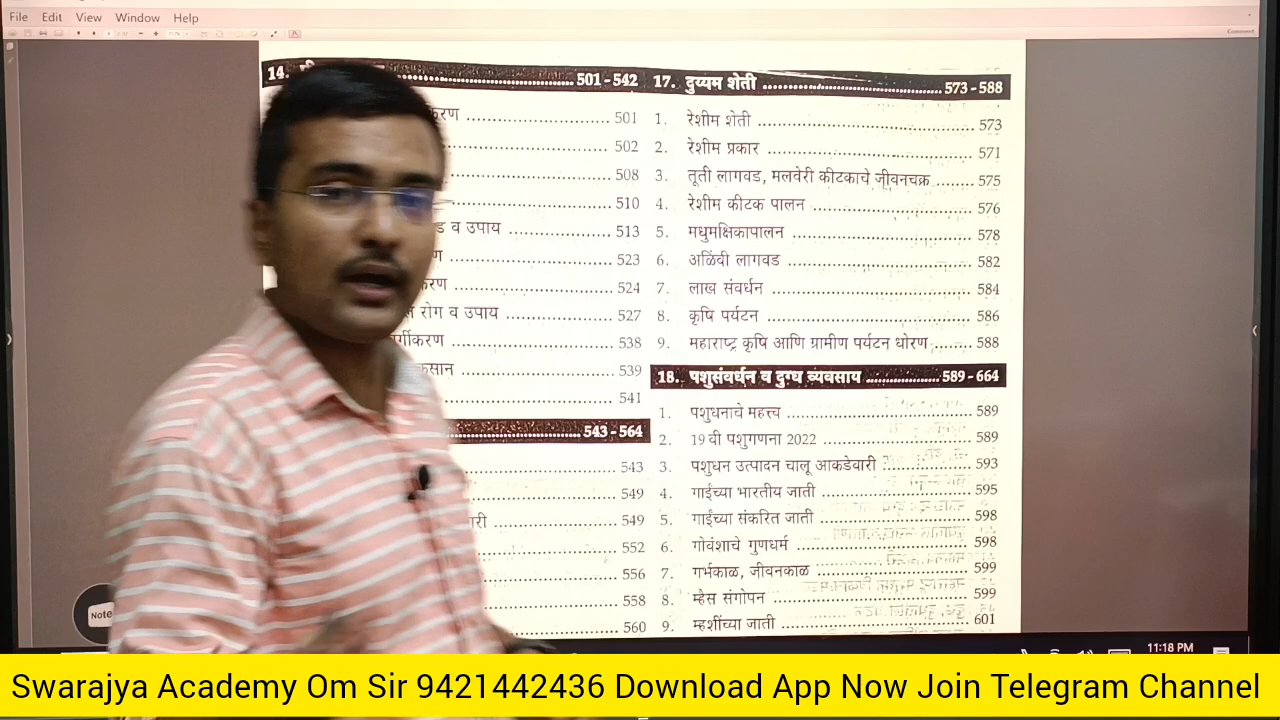 File Edit View Window Help
Comment
14. 501 - 542
करण 501
502
508
510
ड व उपाय 513
523
524
रोग व उपाय 527
538
539
541
543 - 564
543
549
549
552
556
558
560
17. दुय्यम शेती 573 - 588
1. रेशीम शेती 573
2. रेशीम प्रकार 571
3. तूती लागवड, मलवेरी कीटकाचे जीवनचक्र 575
4. रेशीम कीटक पालन 576
5. मधुमक्षिकापालन 578
6. अळिंवी लागवड 582
7. लाख संवर्धन 584
8. कृषि पर्यटन 586
9. महाराष्ट्र कृषि आणि ग्रामीण पर्यटन धोरण 588
18. पशुसंवर्धन व दुग्ध व्यवसाय 589 - 664
1. पशुधनाचे महत्त्व 589
2. 19 वी पशुगणना 2022 589
3. पशुधन उत्पादन चालू आकडेवारी 593
4. गाईच्या भारतीय जाती 595
5. गाईंच्या संकरित जाती 598
6. गोवंशाचे गुणधर्म 598
7. गर्भकाळ, जीवनकाळ 599
8. म्हैस संगोपन 599
9. म्हशींच्या जाती 601
Note
11:18 PM
Swarajya Academy Om Sir 9421442436 Download App Now Join Telegram Channel